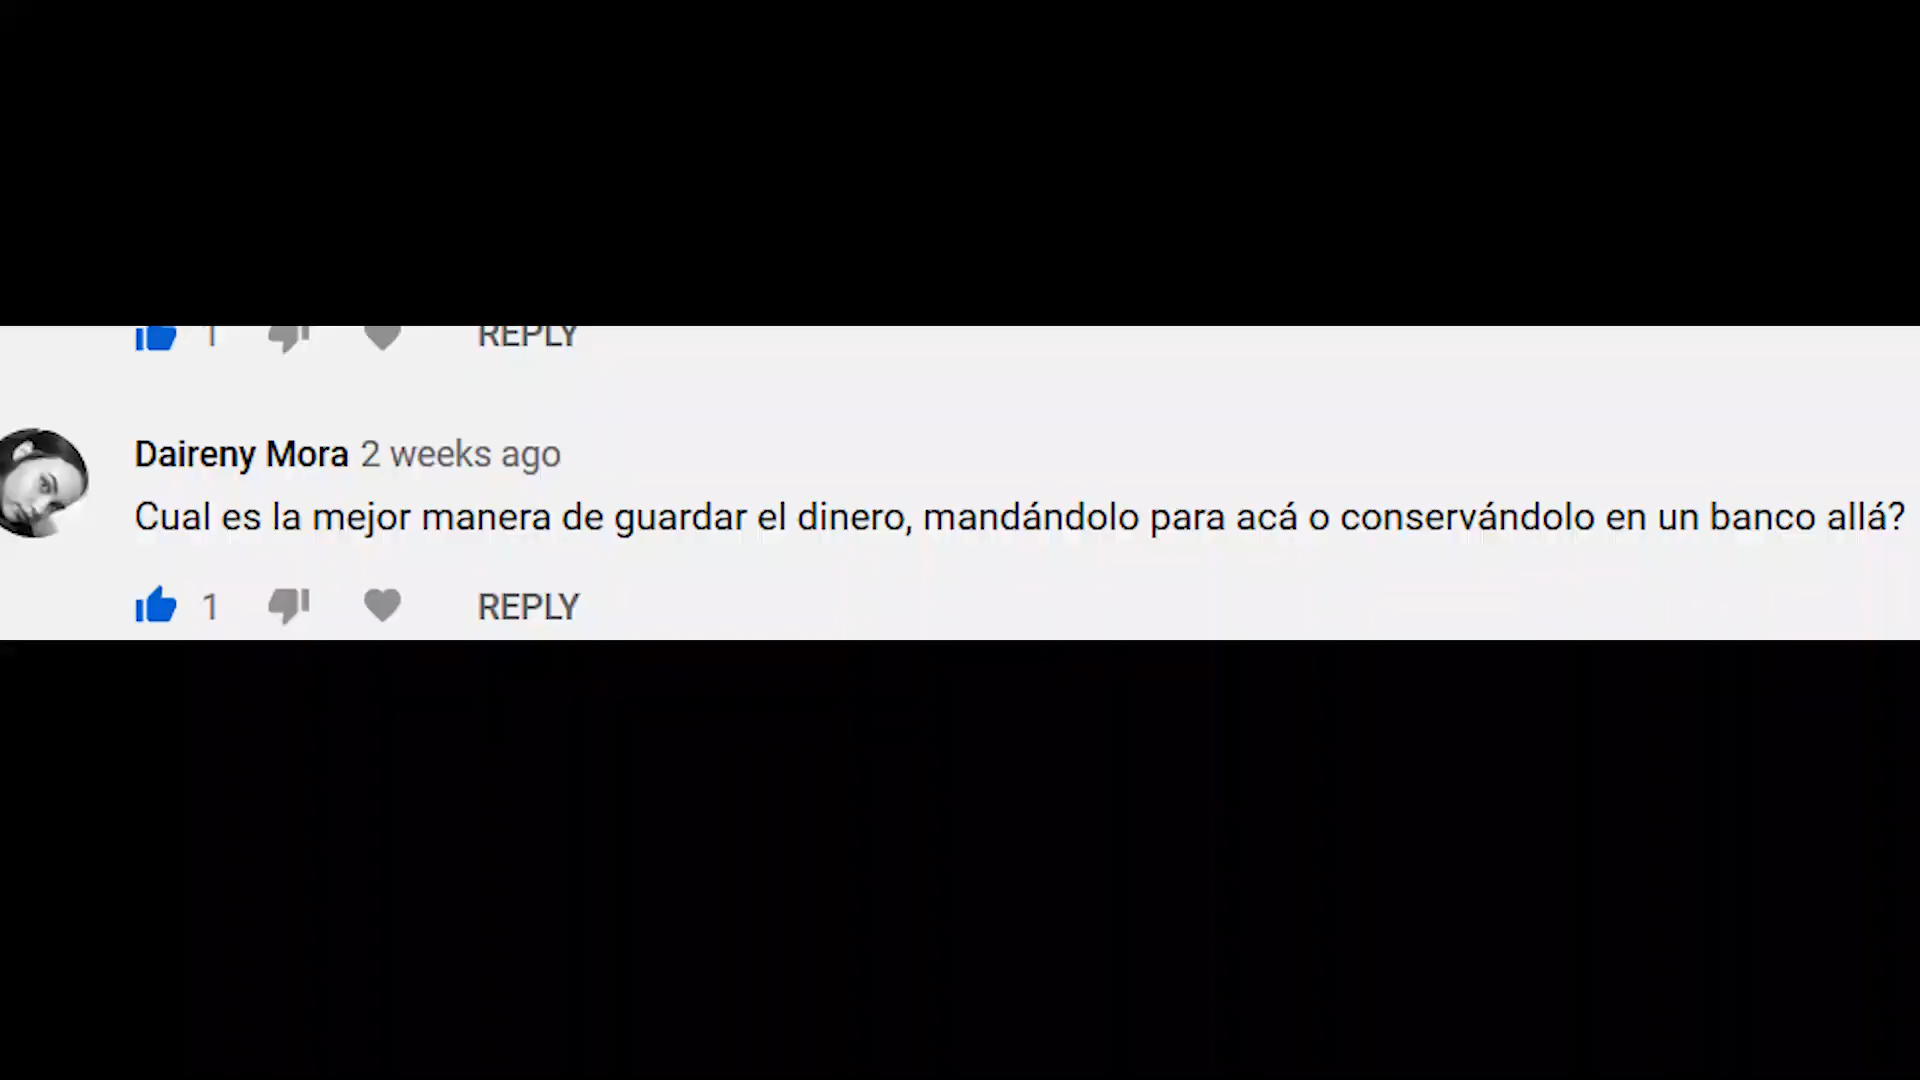 1 REPLY
Daireny Mora 2 weeks ago
Cual es la mejor manera de guardar el dinero, mandándolo para acá o conservándolo en un banco allá?
1 REPLY